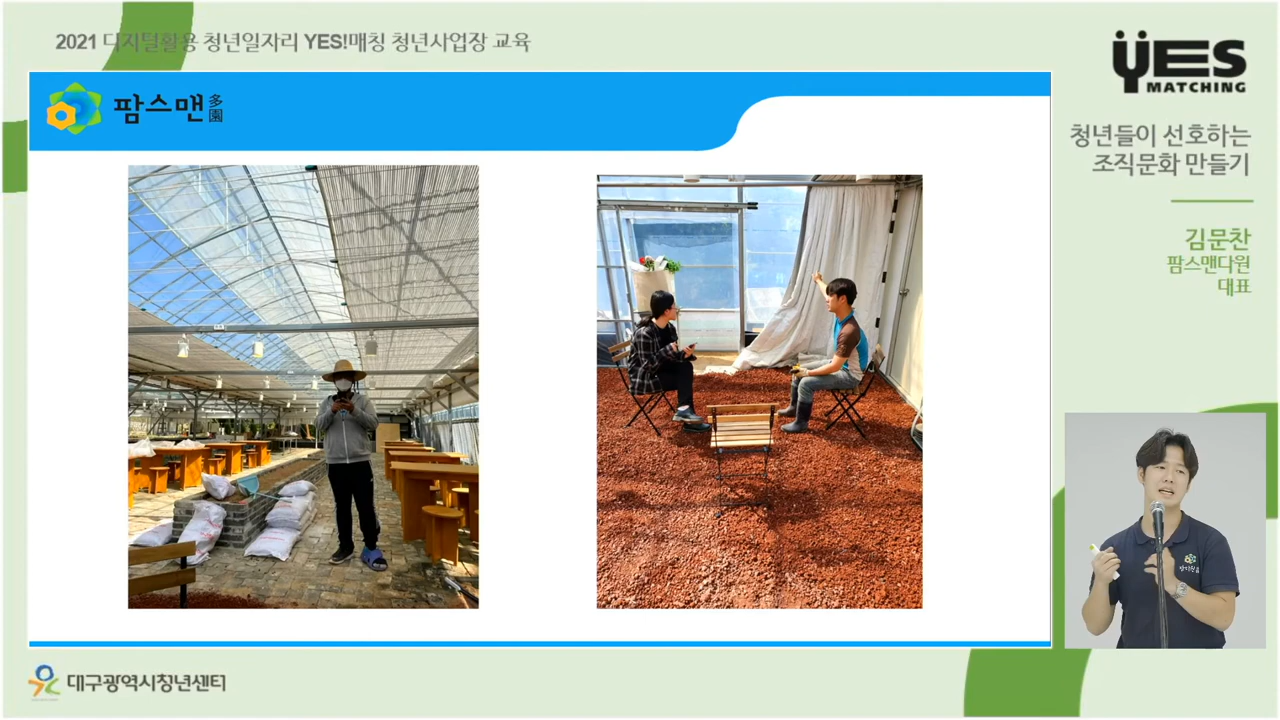 2021 디지털활용 청년일자리 YES!매칭 청년사업장 교육
팜스맨 多園
YES
MATCHING
청년들이 선호하는
조직문화 만들기
김문찬
팜스맨다원
대표
대구광역시청년센터